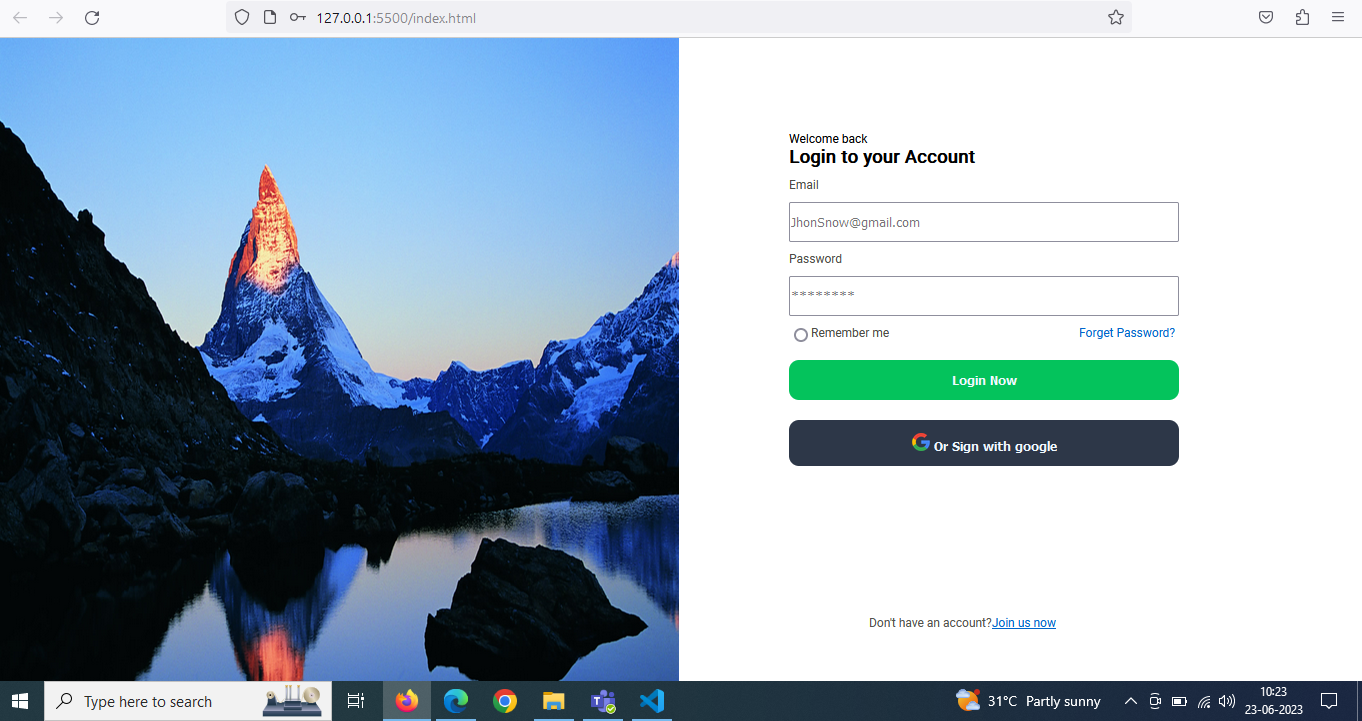 127.0.0.1:5500/index.html
Welcome back
Login to your Account
Email
JhonSnow@gmail.com
Password
********
Remember me
Forget Password?
Login Now
Or Sign with google
Don't have an account?Join us now
Type here to search
31°C Partly sunny
10:23
23-06-2023